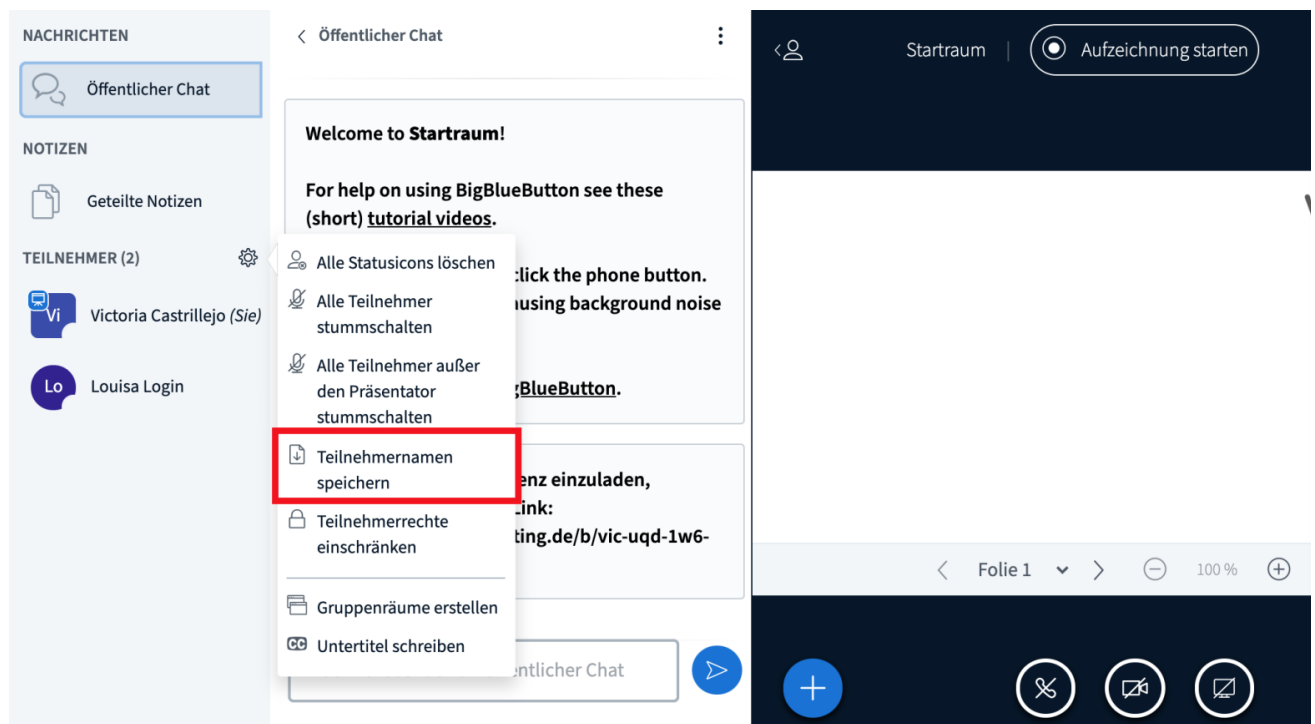 NACHRICHTEN
Öffentlicher Chat
NOTIZEN
Geteilte Notizen
TEILNEHMER (2)
Vi
Victoria Castrillejo (Sie)
Lo
Louisa Login
Öffentlicher Chat
Welcome to Startraum!
For help on using BigBlueButton see these
(short) tutorial videos.
click the phone button.
using background noise
BlueButton.
einzuladen,
Link:
ting.de/b/vic-uqd-1w6-
Alle Statusicons löschen
Alle Teilnehmer
stummschalten
Alle Teilnehmer außer
den Präsentator
stummschalten
Teilnehmernamen
speichern
Teilnehmerrechte
einschränken
Gruppenräume erstellen
CC Untertitel schreiben
entlicher Chat
Startraum
Aufzeichnung starten
Folie 1
100 %